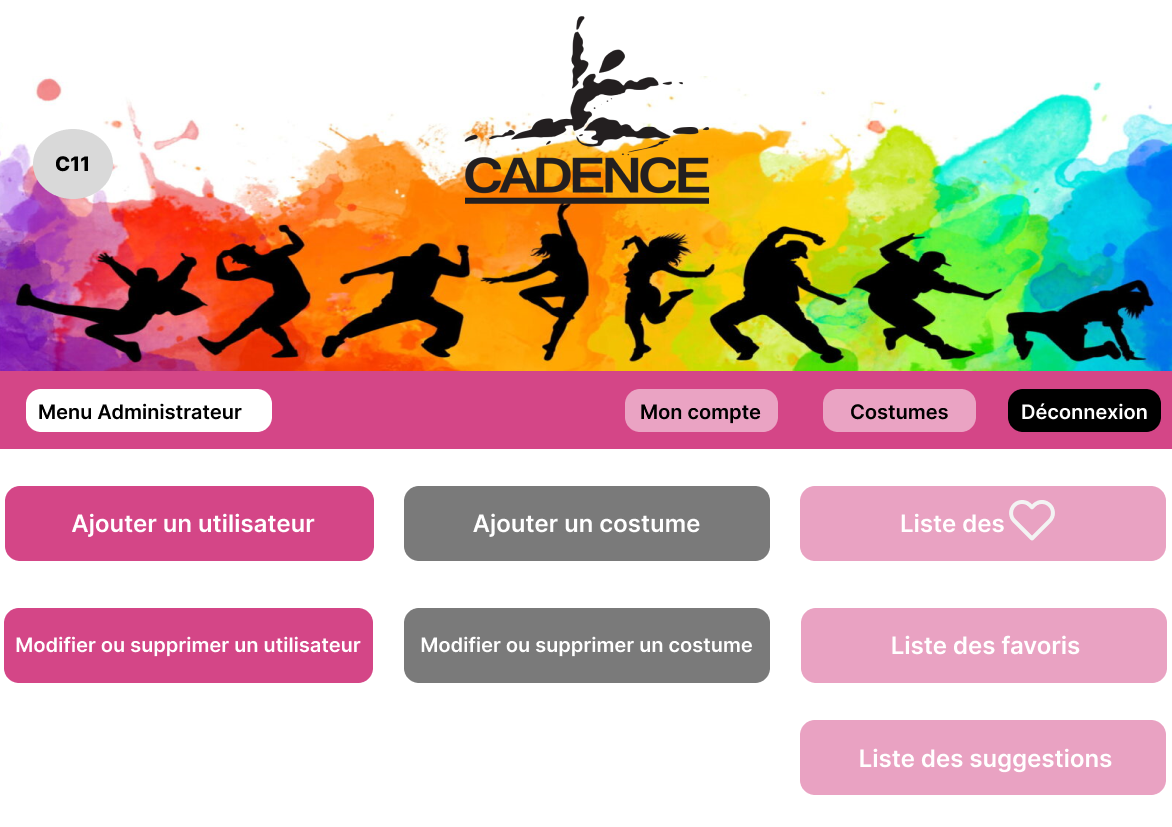 CADENCE
C11
Menu Administrateur
Mon compte
Costumes
Déconnexion
Ajouter un utilisateur
Ajouter un costume
Liste des
Modifier ou supprimer un utilisateur
Modifier ou supprimer un costume
Liste des favoris
Liste des suggestions